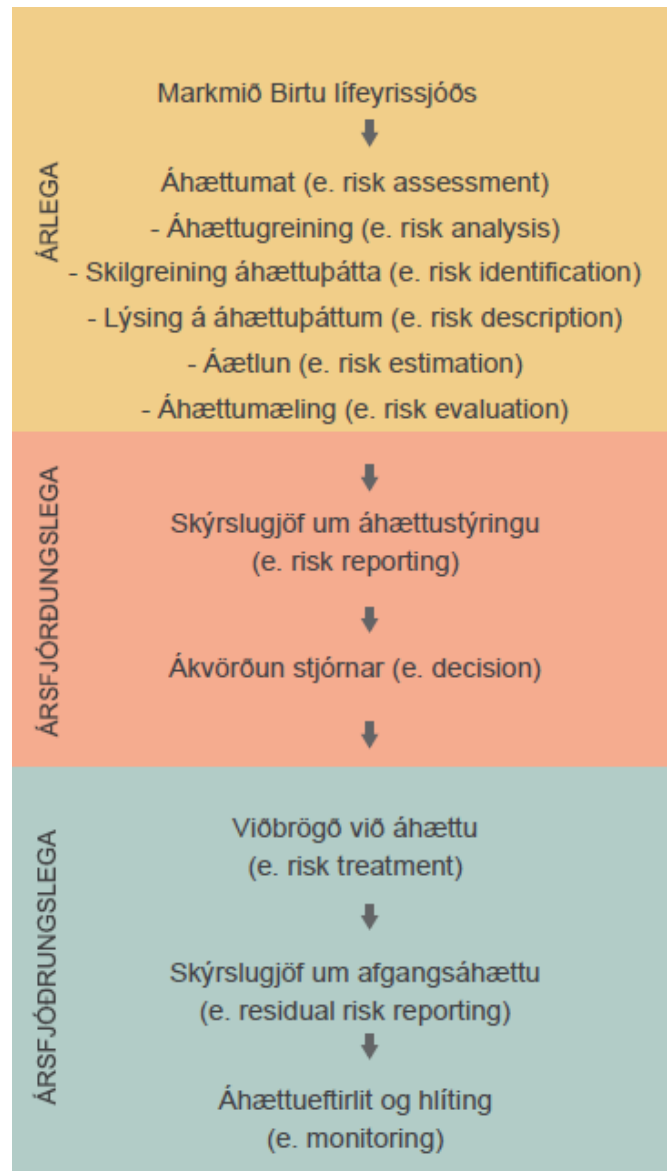 ÁRLEGA
Markmið Birtu lífeyrissjóðs
Áhættumat (e. risk assessment)
- Áhættugreining (e. risk analysis)
- Skilgreining áhættuþátta (e. risk identification)
- Lýsing á áhættuþáttum (e. risk description)
- Áætlun (e. risk estimation)
- Áhættumæling (e. risk evaluation)
ÁRSFJÓRÐUNGSLEGA
Skýrslugjöf um áhættustýringu
(e. risk reporting)
Ákvörðun stjórnar (e. decision)
ÁRSFJÓÐRUNGSLEGA
Viðbrögð við áhættu
(e. risk treatment)
Skýrslugjöf um afgangsáhættu
(e. residual risk reporting)
Áhættueftirlit og hlíting
(e. monitoring)